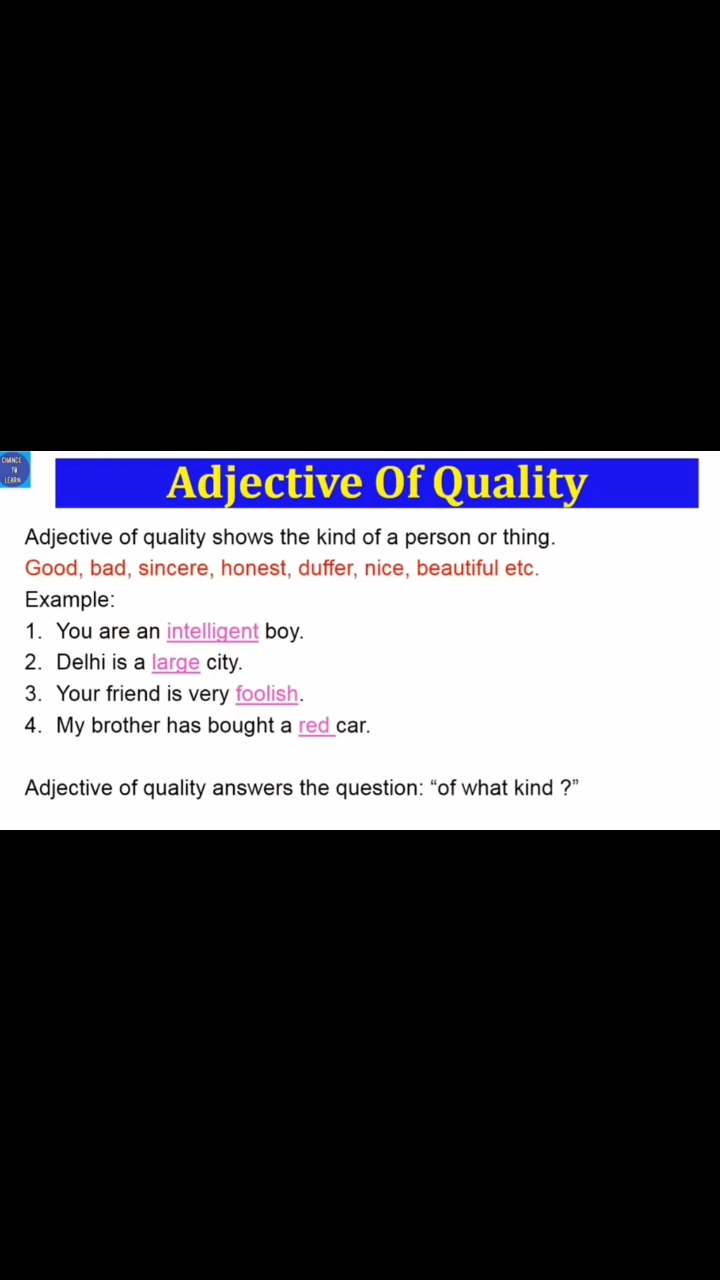 CHANCE
TO
LEARN
Adjective Of Quality
Adjective of quality shows the kind of a person or thing.
Good, bad, sincere, honest, duffer, nice, beautiful etc.
Example:
1. You are an intelligent boy.
2. Delhi is a large city.
3. Your friend is very foolish.
4. My brother has bought a red car.
Adjective of quality answers the question: “of what kind ?”